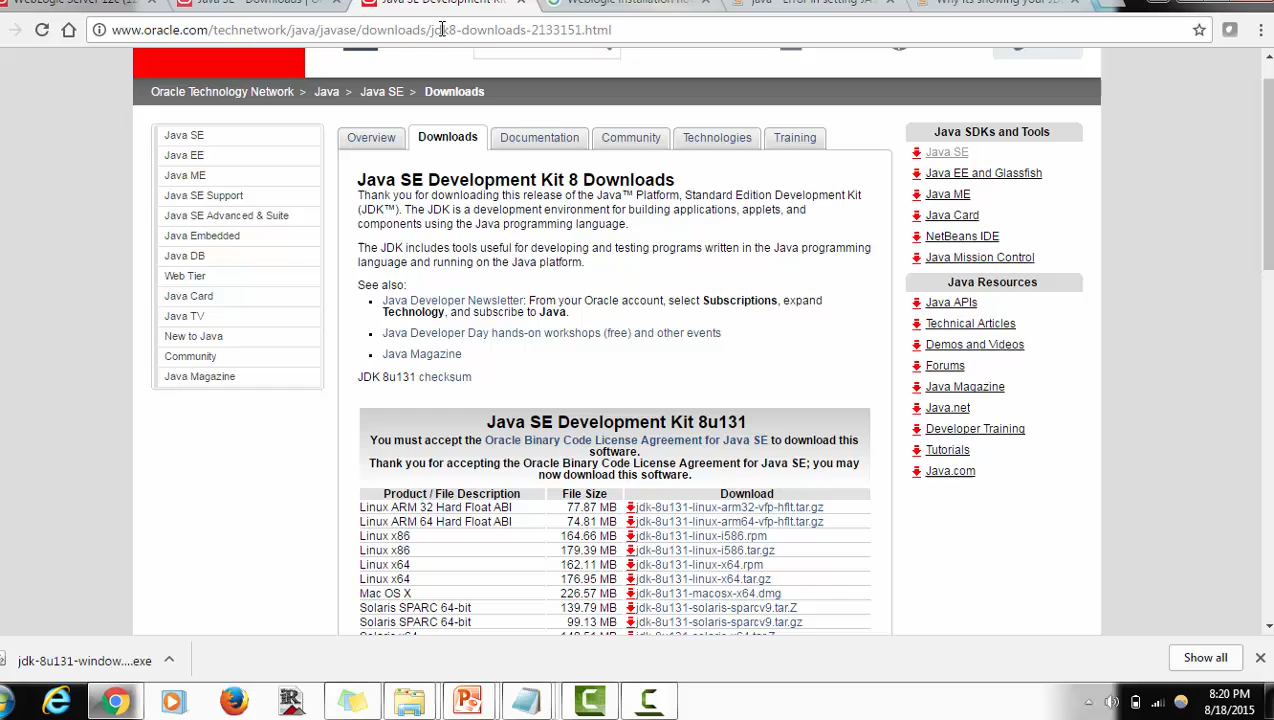 Java SE - Downloads | O
www.oracle.com/technetwork/java/javase/downloads/jdk8-downloads-2133151.html
Oracle Technology Network > Java > Java SE > Downloads
Java SE
Java EE
Java ME
Java SE Support
Java SE Advanced & Suite
Java Embedded
Java DB
Web Tier
Java Card
Java TV
New to Java
Community
Java Magazine
Overview Downloads Documentation Community Technologies Training
Java SE Development Kit 8 Downloads
Thank you for downloading this release of the Java™ Platform, Standard Edition Development Kit
(JDK™). The JDK is a development environment for building applications, applets, and
components using the Java programming language.
The JDK includes tools useful for developing and testing programs written in the Java programming
language and running on the Java platform.
See also:
Java Developer Newsletter: From your Oracle account, select Subscriptions, expand
Technology, and subscribe to Java.
Java Developer Day hands-on workshops (free) and other events
Java Magazine
JDK 8u131 checksum
Java SE Development Kit 8u131
You must accept the Oracle Binary Code License Agreement for Java SE to download this
software.
Thank you for accepting the Oracle Binary Code License Agreement for Java SE; you may
now download this software.
Product / File Description File Size Download
Linux ARM 32 Hard Float ABI 77.87 MB jdk-8u131-linux-arm32-vfp-hflt.tar.gz
Linux ARM 64 Hard Float ABI 74.81 MB jdk-8u131-linux-arm64-vfp-hflt.tar.gz
Linux x86 164.66 MB jdk-8u131-linux-i586.rpm
Linux x86 179.39 MB jdk-8u131-linux-i586.tar.gz
Linux x64 162.11 MB jdk-8u131-linux-x64.rpm
Linux x64 176.95 MB jdk-8u131-linux-x64.tar.gz
Mac OS X 226.57 MB jdk-8u131-macosx-x64.dmg
Solaris SPARC 64-bit 139.79 MB jdk-8u131-solaris-sparcv9.tar.Z
Solaris SPARC 64-bit 99.13 MB jdk-8u131-solaris-sparcv9.tar.gz
Java SDKs and Tools
Java SE
Java EE and Glassfish
Java ME
Java Card
NetBeans IDE
Java Mission Control
Java Resources
Java APIs
Technical Articles
Demos and Videos
Forums
Java Magazine
Java.net
Developer Training
Tutorials
Java.com
jdk-8u131-window....exe
Show all
8:20 PM
8/18/2015